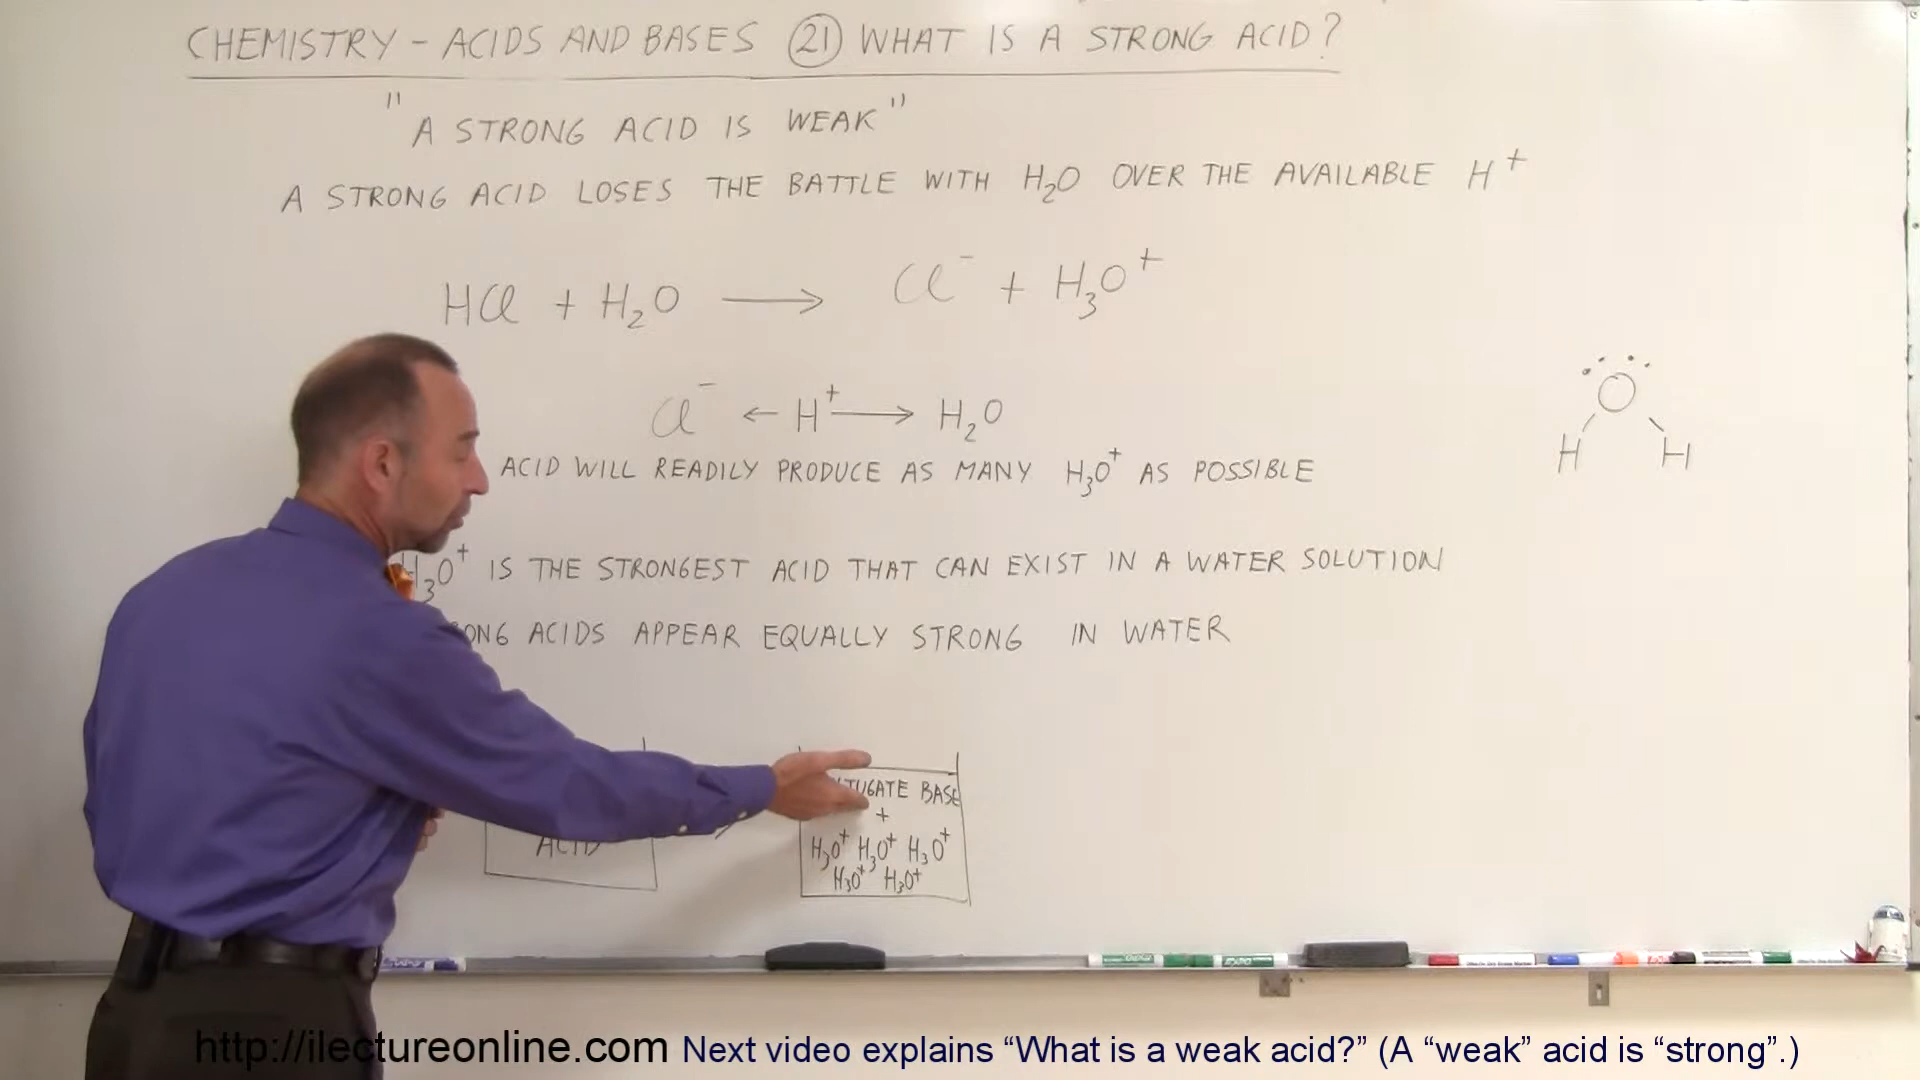 CHEMISTRY - ACIDS AND BASES (21) WHAT IS A STRONG ACID?
"A STRONG ACID IS WEAK"
A STRONG ACID LOSES THE BATTLE WITH H₂O OVER THE AVAILABLE H⁺
HCl + H₂O → Cl⁻ + H₃O⁺
O
H H
Cl⁻ ← H⁺ → H₂O
ACID WILL READILY PRODUCE AS MANY H₃O⁺ AS POSSIBLE
H₃O⁺ IS THE STRONGEST ACID THAT CAN EXIST IN A WATER SOLUTION
ACIDS APPEAR EQUALLY STRONG IN WATER
ACID
BASE
+
H₃O⁺ H₃O⁺ H₃O⁺
H₃O⁺ H₃O⁺
http://ilectureonline.com Next video explains “What is a weak acid?” (A “weak” acid is “strong”.)